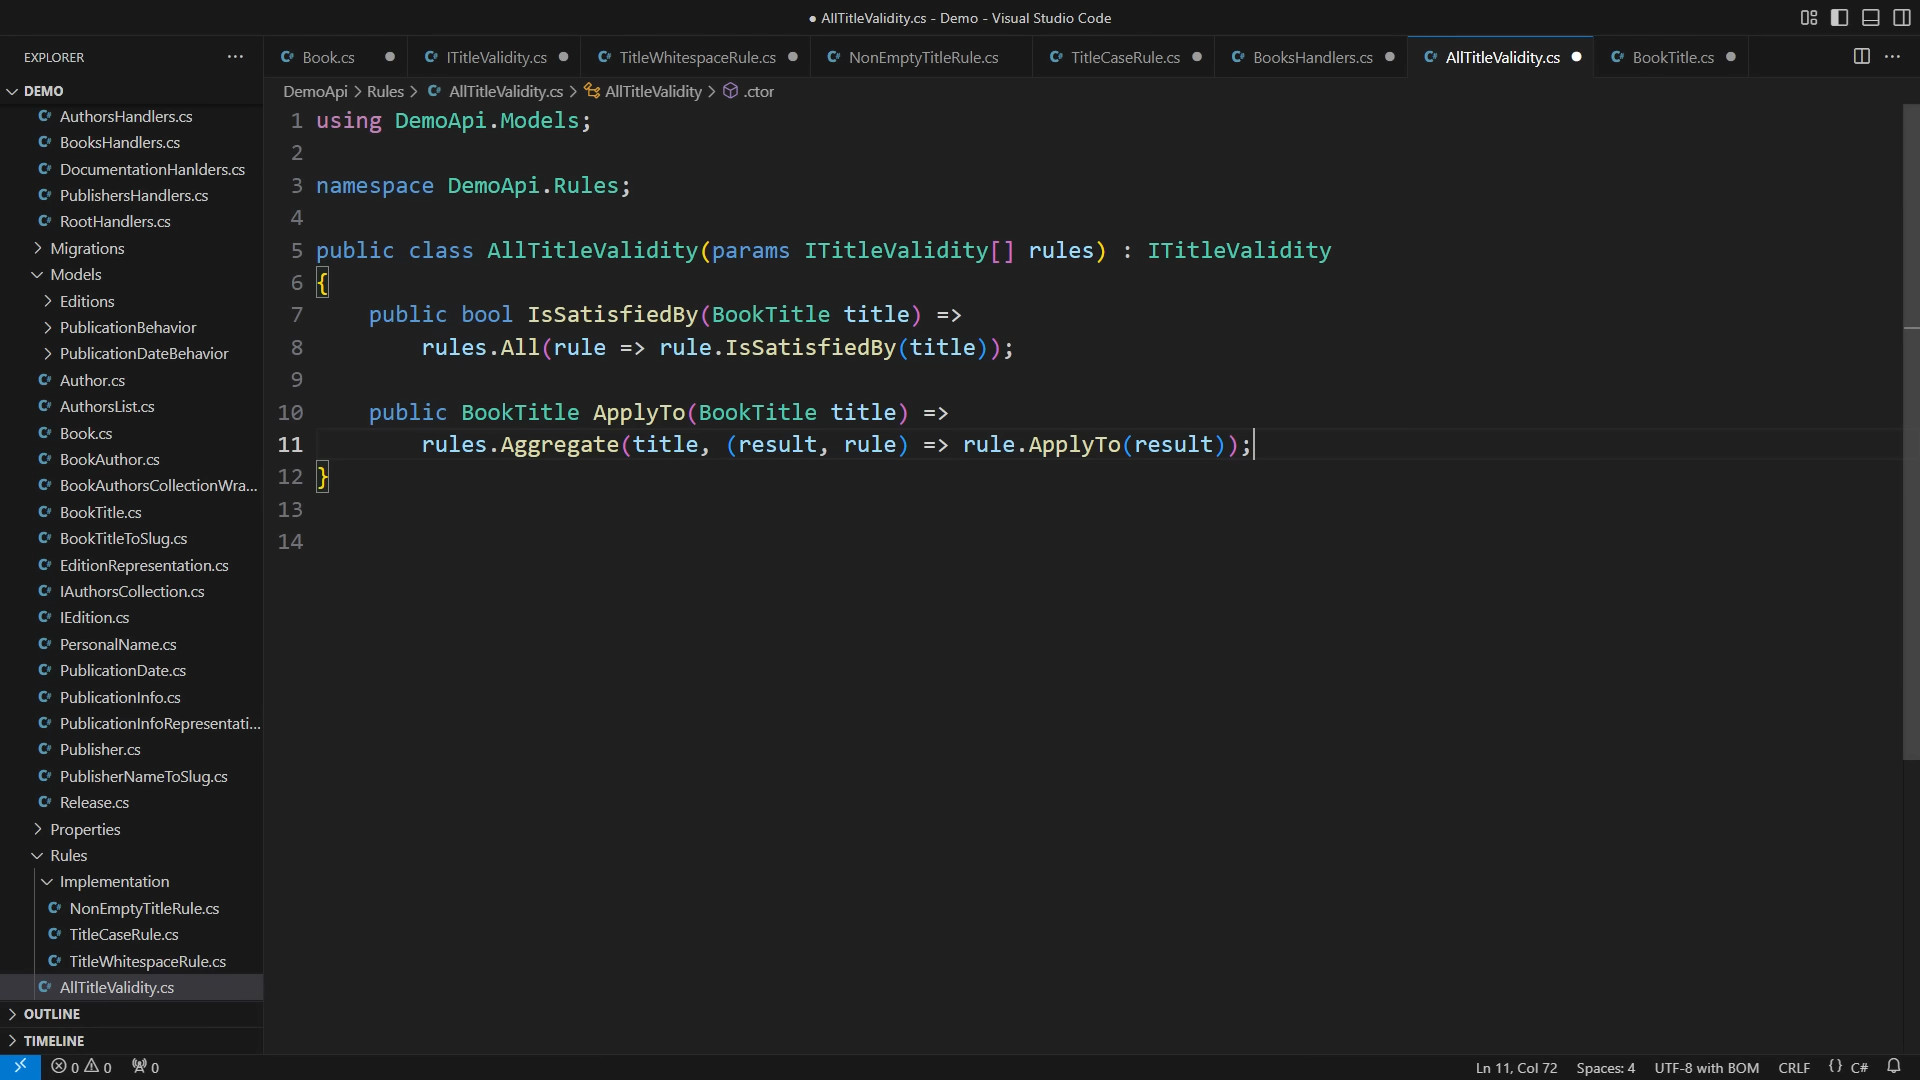 ● AllTitleValidity.cs - Demo - Visual Studio Code
EXPLORER
Book.cs
ITitleValidity.cs
TitleWhitespaceRule.cs
NonEmptyTitleRule.cs
TitleCaseRule.cs
BooksHandlers.cs
AllTitleValidity.cs
BookTitle.cs
DEMO
AuthorsHandlers.cs
BooksHandlers.cs
DocumentationHanlders.cs
PublishersHandlers.cs
RootHandlers.cs
Migrations
Models
Editions
PublicationBehavior
PublicationDateBehavior
Author.cs
AuthorsList.cs
Book.cs
BookAuthor.cs
BookAuthorsCollectionWra...
BookTitle.cs
BookTitleToSlug.cs
EditionRepresentation.cs
IAuthorsCollection.cs
IEdition.cs
PersonalName.cs
PublicationDate.cs
PublicationInfo.cs
PublicationInfoRepresentati...
Publisher.cs
PublisherNameToSlug.cs
Release.cs
Properties
Rules
Implementation
NonEmptyTitleRule.cs
TitleCaseRule.cs
TitleWhitespaceRule.cs
AllTitleValidity.cs
OUTLINE
TIMELINE
DemoApi > Rules > AllTitleValidity.cs > AllTitleValidity > .ctor
1 using DemoApi.Models;
2
3 namespace DemoApi.Rules;
4
5 public class AllTitleValidity(params ITitleValidity[] rules) : ITitleValidity
6 {
7     public bool IsSatisfiedBy(BookTitle title) =>
8         rules.All(rule => rule.IsSatisfiedBy(title));
9
10     public BookTitle ApplyTo(BookTitle title) =>
11         rules.Aggregate(title, (result, rule) => rule.ApplyTo(result));
12 }
13
14
0 0 0
Ln 11, Col 72
Spaces: 4
UTF-8 with BOM
CRLF
{} C#